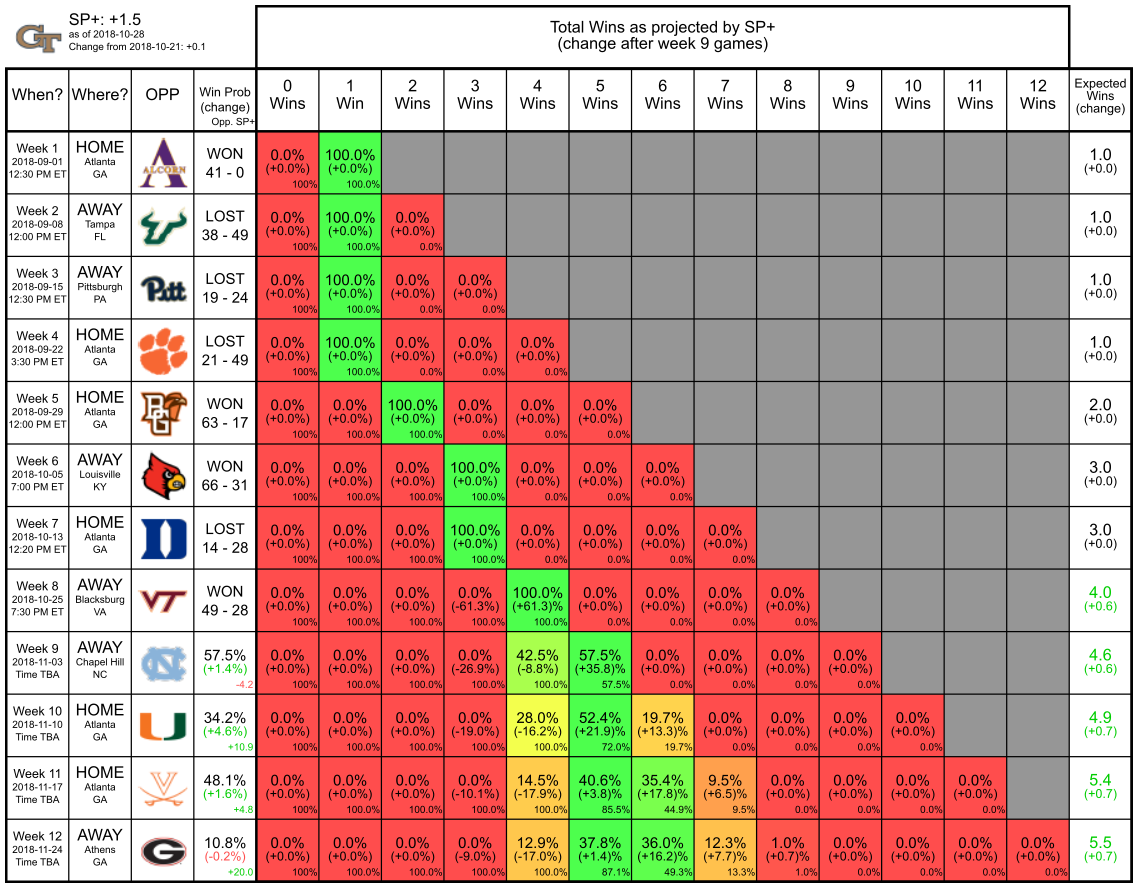 GT
SP+: +1.5
as of 2018-10-28
Change from 2018-10-21: +0.1
Total Wins as projected by SP+
(change after week 9 games)
When? Where? OPP Win Prob (change) Opp. SP+ 0 Wins 1 Win 2 Wins 3 Wins 4 Wins 5 Wins 6 Wins 7 Wins 8 Wins 9 Wins 10 Wins 11 Wins 12 Wins Expected Wins (change)
Week 1 HOME ALCORN WON 0.0% 100.0% 1.0
2018-09-01 Atlanta 41 - 0 (+0.0%) (+0.0%) (+0.0)
12:30 PM ET GA 100% 100.0%
Week 2 AWAY LOST 0.0% 100.0% 0.0% 1.0
2018-09-08 Tampa 38 - 49 (+0.0%) (+0.0%) (+0.0%) (+0.0)
12:00 PM ET FL 100% 100.0% 0.0%
Week 3 AWAY Pitt LOST 0.0% 100.0% 0.0% 0.0% 1.0
2018-09-15 Pittsburgh 19 - 24 (+0.0%) (+0.0%) (+0.0%) (+0.0%) (+0.0)
12:30 PM ET PA 100% 100.0% 0.0% 0.0%
Week 4 HOME LOST 0.0% 100.0% 0.0% 0.0% 0.0% 1.0
2018-09-22 Atlanta 21 - 49 (+0.0%) (+0.0%) (+0.0%) (+0.0%) (+0.0%) (+0.0)
3:30 PM ET GA 100% 100.0% 0.0% 0.0% 0.0%
Week 5 HOME BG WON 0.0% 0.0% 100.0% 0.0% 0.0% 0.0% 2.0
2018-09-29 Atlanta 63 - 17 (+0.0%) (+0.0%) (+0.0%) (+0.0%) (+0.0%) (+0.0%) (+0.0)
12:00 PM ET GA 100% 100.0% 100.0% 0.0% 0.0% 0.0%
Week 6 AWAY WON 0.0% 0.0% 0.0% 100.0% 0.0% 0.0% 0.0% 3.0
2018-10-05 Louisville 66 - 31 (+0.0%) (+0.0%) (+0.0%) (+0.0%) (+0.0%) (+0.0%) (+0.0%) (+0.0)
7:00 PM ET KY 100% 100.0% 100.0% 100.0% 0.0% 0.0% 0.0%
Week 7 HOME D LOST 0.0% 0.0% 0.0% 100.0% 0.0% 0.0% 0.0% 0.0% 3.0
2018-10-13 Atlanta 14 - 28 (+0.0%) (+0.0%) (+0.0%) (+0.0%) (+0.0%) (+0.0%) (+0.0%) (+0.0%) (+0.0)
12:20 PM ET GA 100% 100.0% 100.0% 100.0% 0.0% 0.0% 0.0% 0.0%
Week 8 AWAY VT WON 0.0% 0.0% 0.0% 0.0% 100.0% 0.0% 0.0% 0.0% 0.0% 4.0
2018-10-25 Blacksburg 49 - 28 (+0.0%) (+0.0%) (+0.0%) (-61.3%) (+61.3)% (+0.0%) (+0.0%) (+0.0%) (+0.0%) (+0.6)
7:30 PM ET VA 100% 100.0% 100.0% 100.0% 100.0% 0.0% 0.0% 0.0% 0.0%
Week 9 AWAY NC 57.5% 0.0% 0.0% 0.0% 0.0% 42.5% 57.5% 0.0% 0.0% 0.0% 0.0% 4.6
2018-11-03 Chapel Hill (+1.4%) (+0.0%) (+0.0%) (+0.0%) (-26.9%) (-8.8%) (+35.8)% (+0.0%) (+0.0%) (+0.0%) (+0.0%) (+0.6)
Time TBA NC -4.2 100% 100.0% 100.0% 100.0% 100.0% 57.5% 0.0% 0.0% 0.0% 0.0%
Week 10 HOME U 34.2% 0.0% 0.0% 0.0% 0.0% 28.0% 52.4% 19.7% 0.0% 0.0% 0.0% 0.0% 4.9
2018-11-10 Atlanta (+4.6%) (+0.0%) (+0.0%) (+0.0%) (-19.0%) (-16.2%) (+21.9)% (+13.3)% (+0.0%) (+0.0%) (+0.0%) (+0.0%) (+0.7)
Time TBA GA +10.9 100% 100.0% 100.0% 100.0% 100.0% 72.0% 19.7% 0.0% 0.0% 0.0% 0.0%
Week 11 HOME V 48.1% 0.0% 0.0% 0.0% 0.0% 14.5% 40.6% 35.4% 9.5% 0.0% 0.0% 0.0% 0.0% 5.4
2018-11-17 Atlanta (+1.6%) (+0.0%) (+0.0%) (+0.0%) (-10.1%) (-17.9%) (+3.8)% (+17.8)% (+6.5)% (+0.0%) (+0.0%) (+0.0%) (+0.0%) (+0.7)
Time TBA GA +4.8 100% 100.0% 100.0% 100.0% 100.0% 85.5% 44.9% 9.5% 0.0% 0.0% 0.0% 0.0%
Week 12 AWAY G 10.8% 0.0% 0.0% 0.0% 0.0% 12.9% 37.8% 36.0% 12.3% 1.0% 0.0% 0.0% 0.0% 0.0% 5.5
2018-11-24 Athens (-0.2%) (+0.0%) (+0.0%) (+0.0%) (-9.0%) (-17.0%) (+1.4)% (+16.2)% (+7.7)% (+0.7)% (+0.0%) (+0.0%) (+0.0%) (+0.0%) (+0.7)
Time TBA GA +20.0 100% 100.0% 100.0% 100.0% 100.0% 87.1% 49.3% 13.3% 1.0% 0.0% 0.0% 0.0% 0.0%